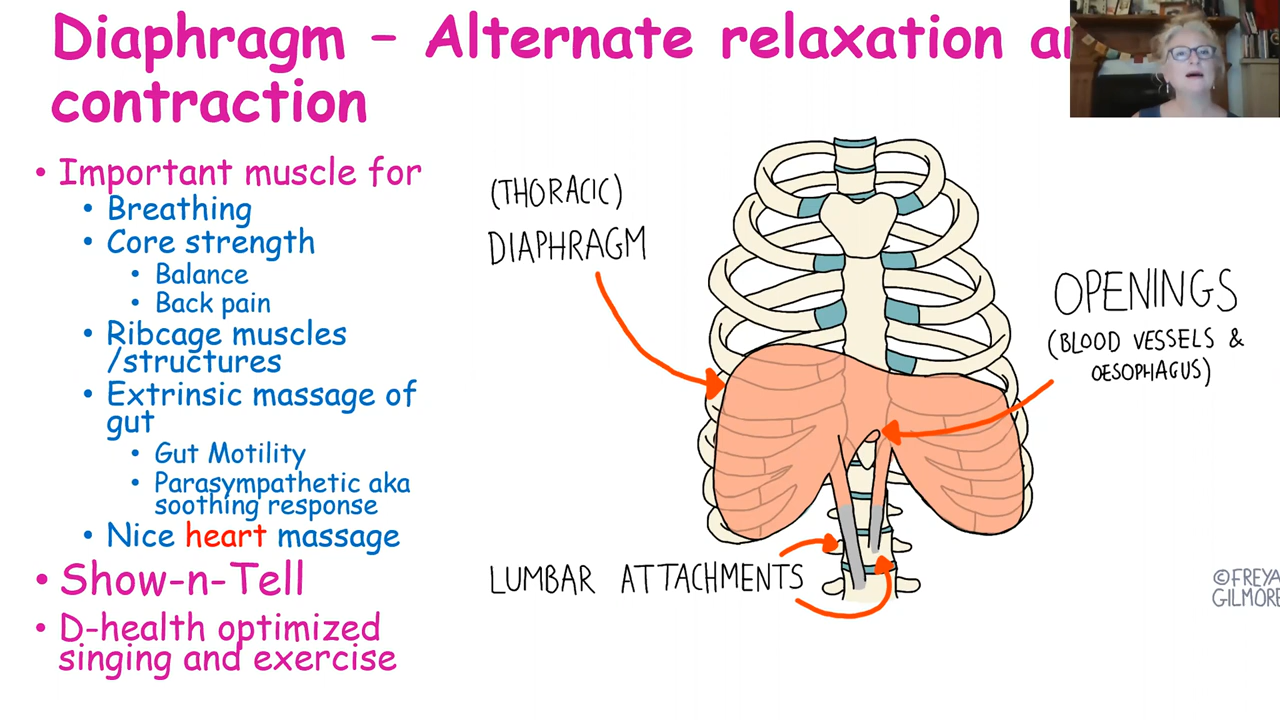 Diaphragm – Alternate relaxation
contraction
• Important muscle for
• Breathing
• Core strength
• Balance
• Back pain
• Ribcage muscles
/structures
• Extrinsic massage of
gut
• Gut Motility
• Parasympathetic aka
soothing response
• Nice heart massage
• Show-n-Tell
• D-health optimized
singing and exercise
(THORACIC)
DIAPHRAGM
OPENINGS
(BLOOD VESSELS &
OESOPHAGUS)
LUMBAR ATTACHMENTS
©FREYA
GILMORE